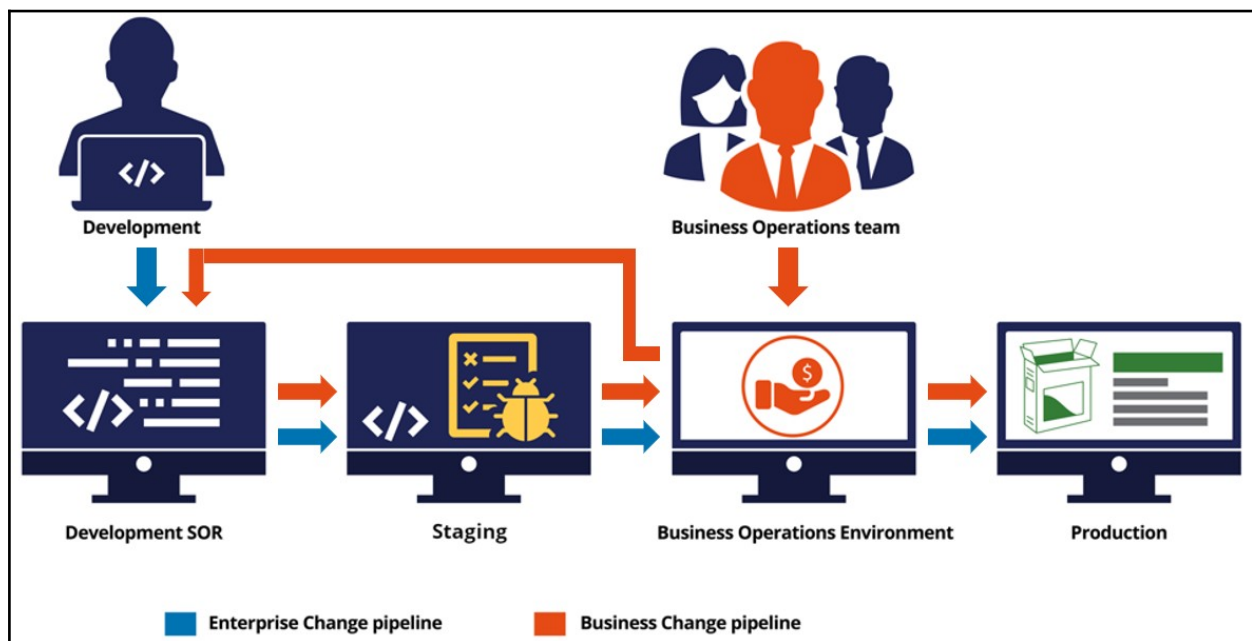 Development
Business Operations team
</>
</>
</>
$
Development SOR
Staging
Business Operations Environment
Production
Enterprise Change pipeline
Business Change pipeline